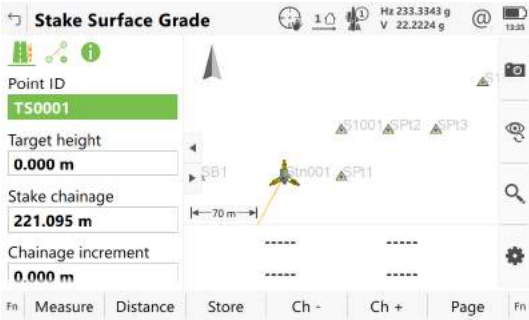 Stake Surface Grade
1
1
Hz 233.3343 g
V 22.2224 g
@
13:35
Point ID
TS0001
Target height
0.000 m
Stake chainage
221.095 m
Chainage increment
0.000 m
S1001
SPt2
SPt3
SB1
Stn001
SPt1
70 m
-----
-----
-----
-----
Fn
Measure
Distance
Store
Ch -
Ch +
Page
Fn